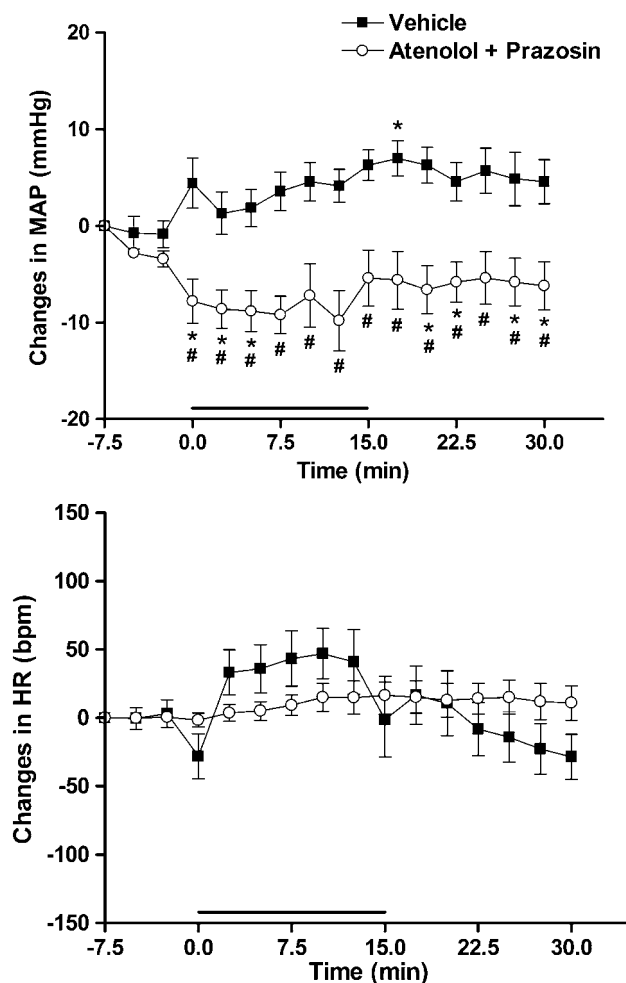 Vehicle
Atenolol + Prazosin
Changes in MAP (mmHg)
20
10
0
-10
-20
*
* * * # # # # * * # * *
# # # # # # # #
#
-7.5 0.0 7.5 15.0 22.5 30.0
Time (min)
Changes in HR (bpm)
150
100
50
0
-50
-100
-150
-7.5 0.0 7.5 15.0 22.5 30.0
Time (min)